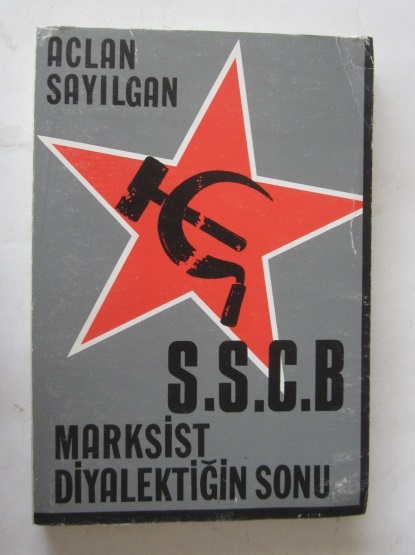 ACLAN
SAYILGAN
S.S.C.B
MARKSİST
DİYALEKTİĞİN SONU